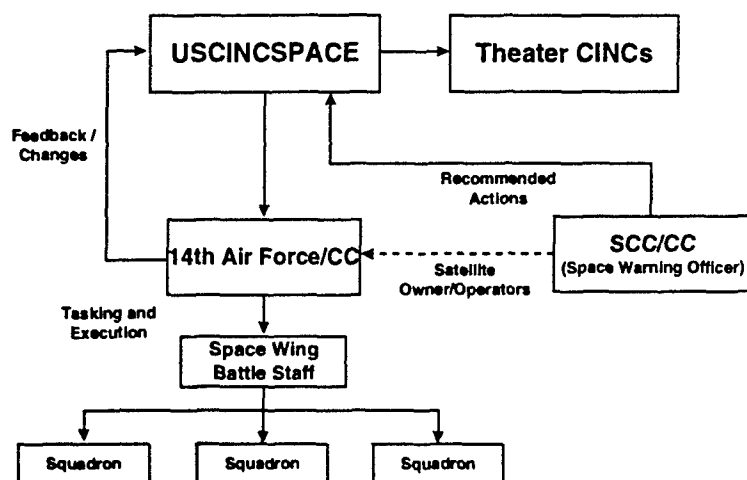 USCINCSPACE
Theater CINCs
Feedback /
Changes
Recommended
Actions
14th Air Force/CC
SCC/CC
(Space Warning Officer)
Satellite
Owner/Operators
Tasking and
Execution
Space Wing
Battle Staff
Squadron
Squadron
Squadron